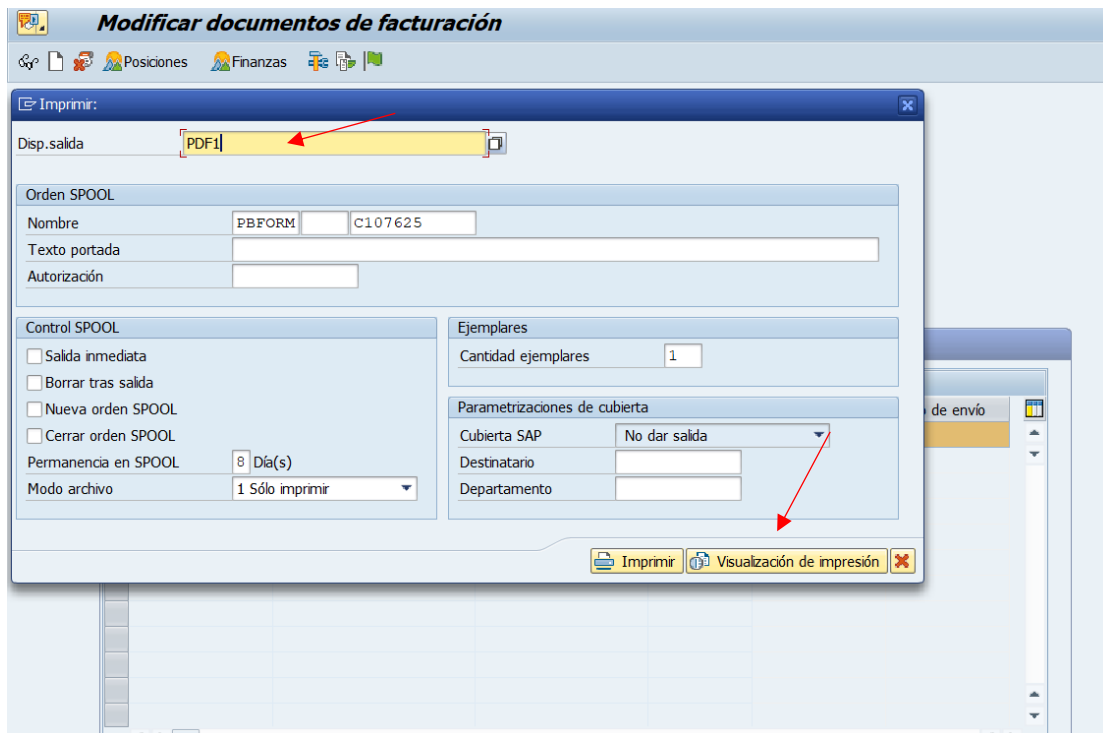 Modificar documentos de facturación
Posiciones Finanzas
Imprimir:
Disp.salida PDF1
Orden SPOOL
Nombre PBFORM C107625
Texto portada
Autorización
Control SPOOL
Salida inmediata
Borrar tras salida
Nueva orden SPOOL
Cerrar orden SPOOL
Permanencia en SPOOL 8 Día(s)
Modo archivo 1 Sólo imprimir
Ejemplares
Cantidad ejemplares 1
Parametrizaciones de cubierta
Cubierta SAP No dar salida
Destinatario
Departamento
de envío
Imprimir Visualización de impresión